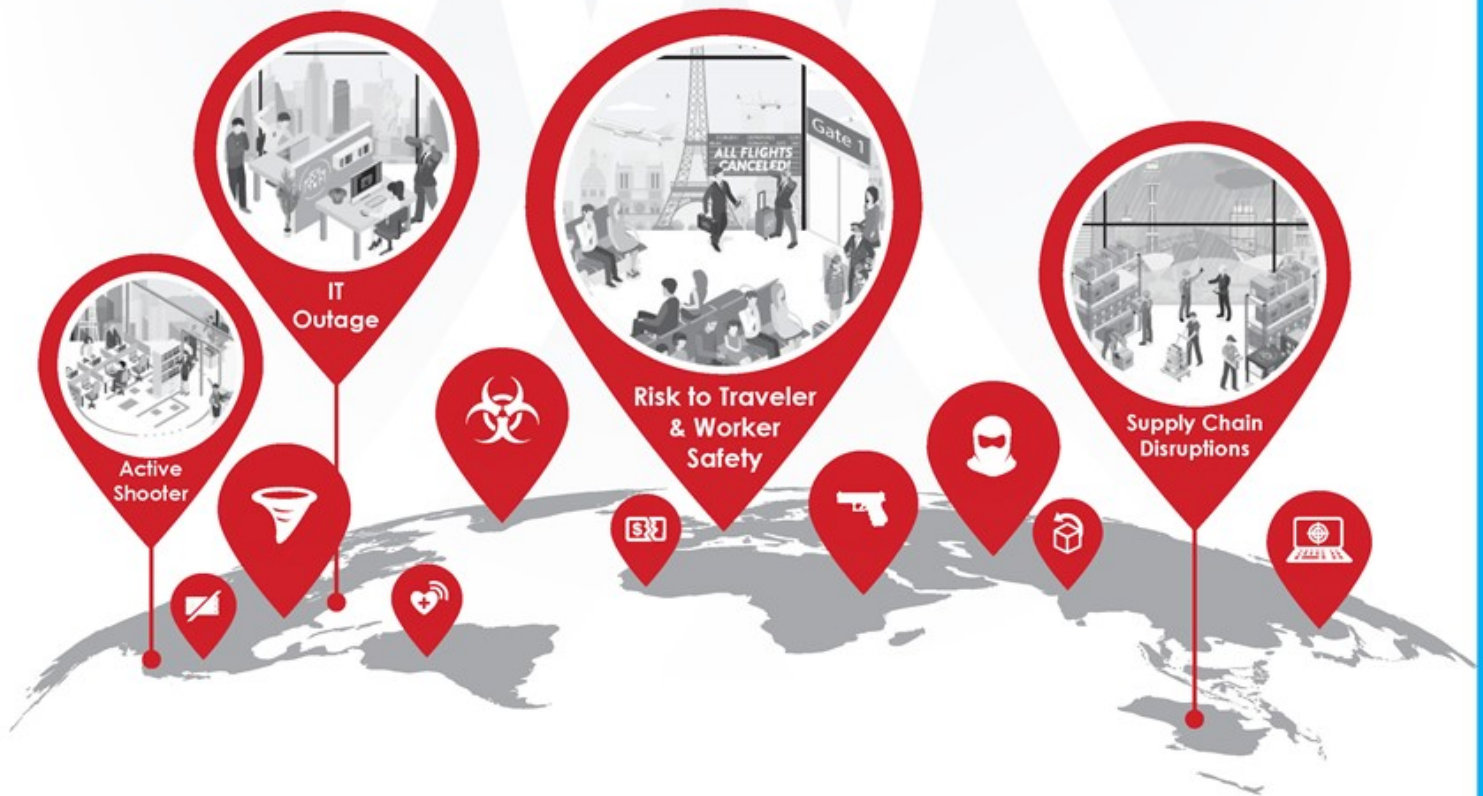 IT
Outage
Active
Shooter
ALL FLIGHTS
CANCELED!
Gate 1
Risk to Traveler
& Worker
Safety
$
Supply Chain
Disruptions